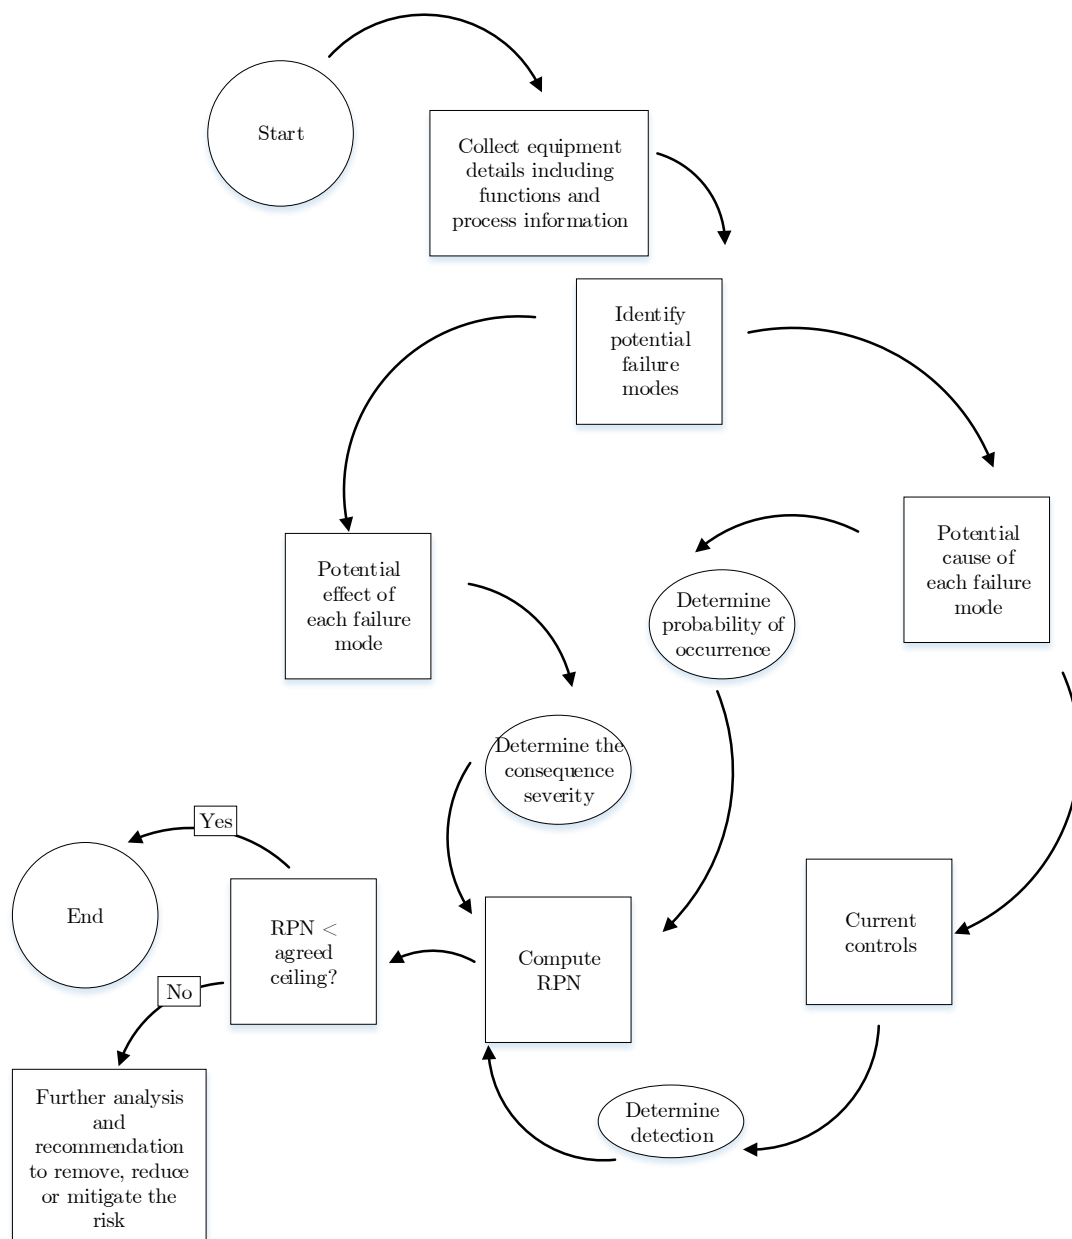 Start
Collect equipment
details including
functions and
process information
Identify
potential
failure
modes
Potential
effect of
each failure
mode
Determine
probability of
occurrence
Potential
cause of
each failure
mode
Determine the
consequence
severity
Yes
End
RPN <
agreed
ceiling?
Compute
RPN
Current
controls
No
Further analysis
and
recommendation
to remove, reduce
or mitigate the
risk
Determine
detection